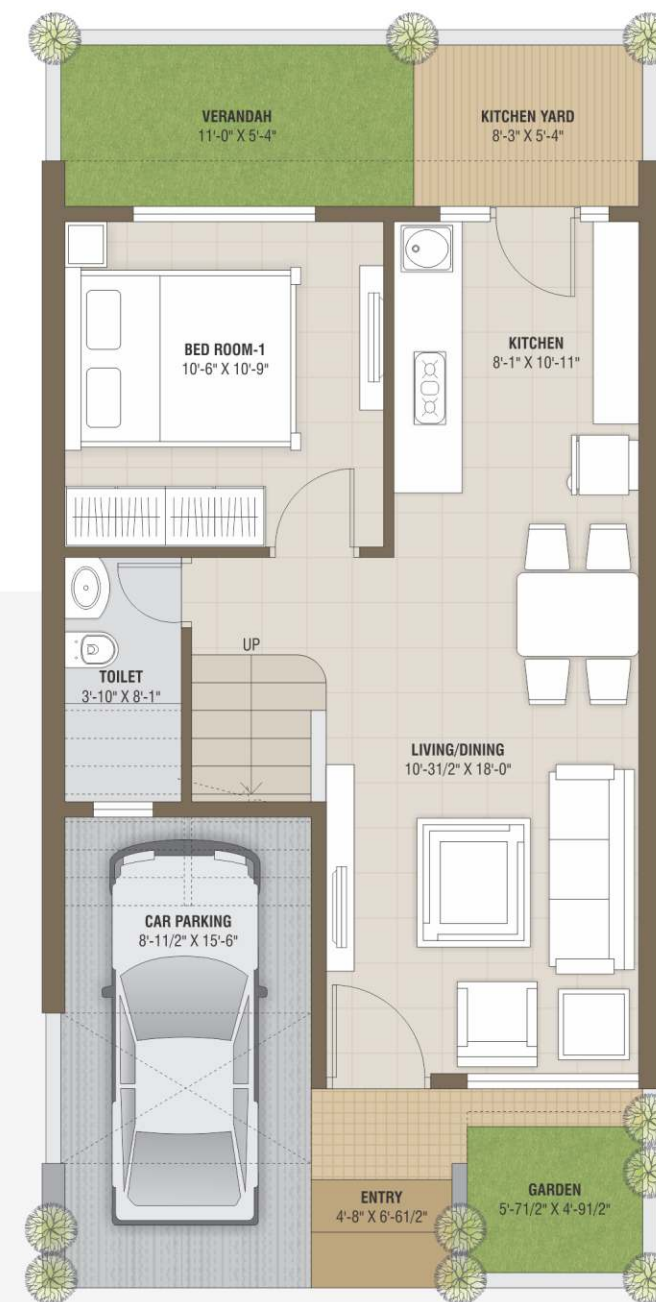 VERANDAH
11'-0" X 5'-4"
KITCHEN YARD
8'-3" X 5'-4"
BED ROOM-1
10'-6" X 10'-9"
KITCHEN
8'-1" X 10'-11"
UP
TOILET
3'-10" X 8'-1"
LIVING/DINING
10'-31/2" X 18'-0"
CAR PARKING
8'-11/2" X 15'-6"
ENTRY
4'-8" X 6'-61/2"
GARDEN
5'-71/2" X 4'-91/2"